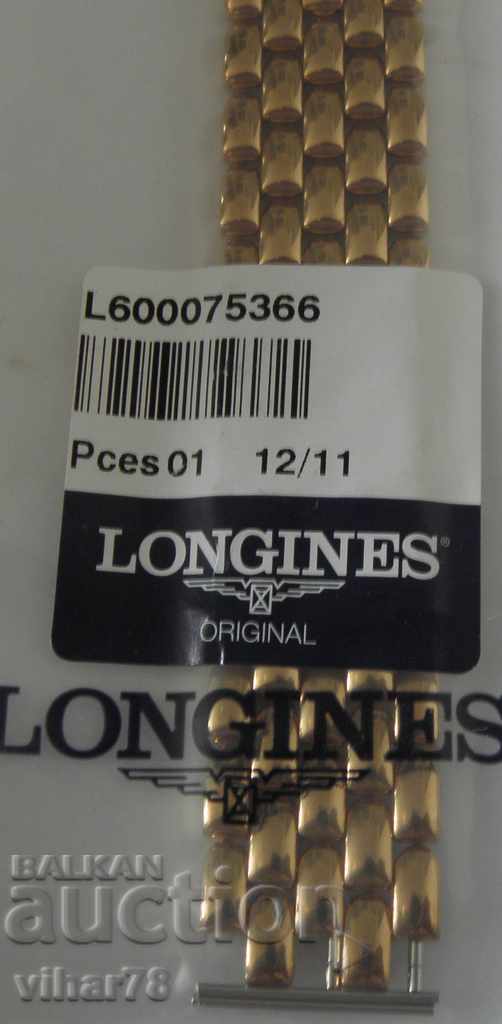 L600075366
Pces 01 12/11
LONGINES®
ORIGINAL
LONGINES
BALKAN
auction
vihar78